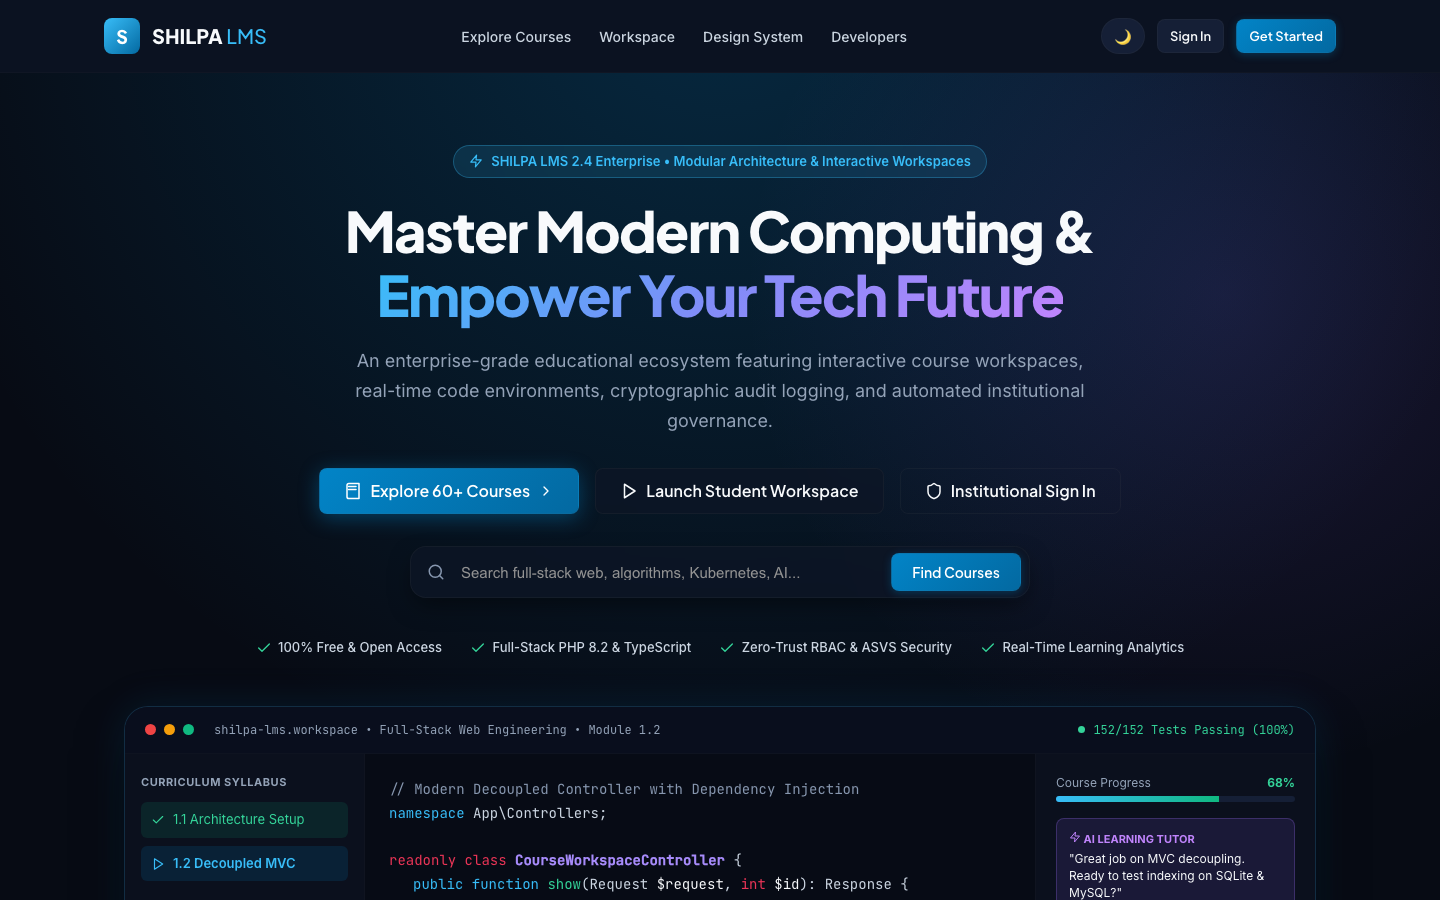 S SHILPA LMS
Explore Courses Workspace Design System Developers
Sign In
Get Started
SHILPA LMS 2.4 Enterprise • Modular Architecture & Interactive Workspaces
Master Modern Computing &
Empower Your Tech Future
An enterprise-grade educational ecosystem featuring interactive course workspaces,
real-time code environments, cryptographic audit logging, and automated institutional
governance.
Explore 60+ Courses
Launch Student Workspace
Institutional Sign In
Search full-stack web, algorithms, Kubernetes, AI...
Find Courses
100% Free & Open Access
Full-Stack PHP 8.2 & TypeScript
Zero-Trust RBAC & ASVS Security
Real-Time Learning Analytics
shilpa-lms.workspace • Full-Stack Web Engineering • Module 1.2
152/152 Tests Passing (100%)
CURRICULUM SYLLABUS
1.1 Architecture Setup
1.2 Decoupled MVC
// Modern Decoupled Controller with Dependency Injection
namespace App\Controllers;
readonly class CourseWorkspaceController {
public function show(Request $request, int $id): Response {
Course Progress 68%
AI LEARNING TUTOR
"Great job on MVC decoupling.
Ready to test indexing on SQLite &
MySQL?"